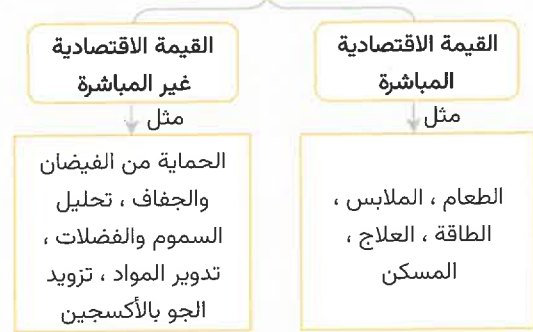 القيمة الاقتصادية
المباشرة
مثل
الطعام ، الملابس ،
الطاقة ، العلاج ،
المسكن
القيمة الاقتصادية
غير المباشرة
مثل
الحماية من الفيضان
والجفاف ، تحليل
السموم والفضلات ،
تدوير المواد ، تزويد
الجو بالأكسجين